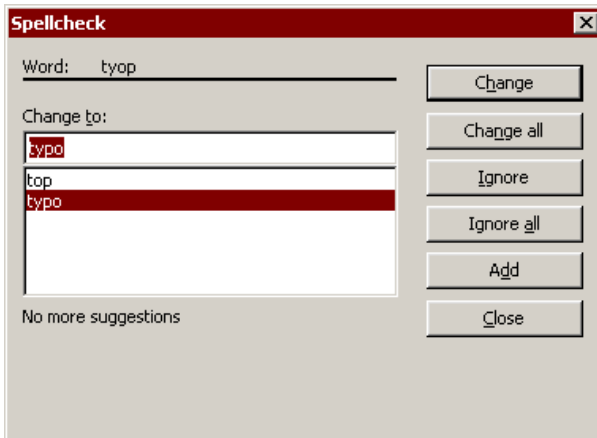 Spellcheck
Word: tyop
Change to:
typo
top
typo
No more suggestions
Change
Change all
Ignore
Ignore all
Add
Close